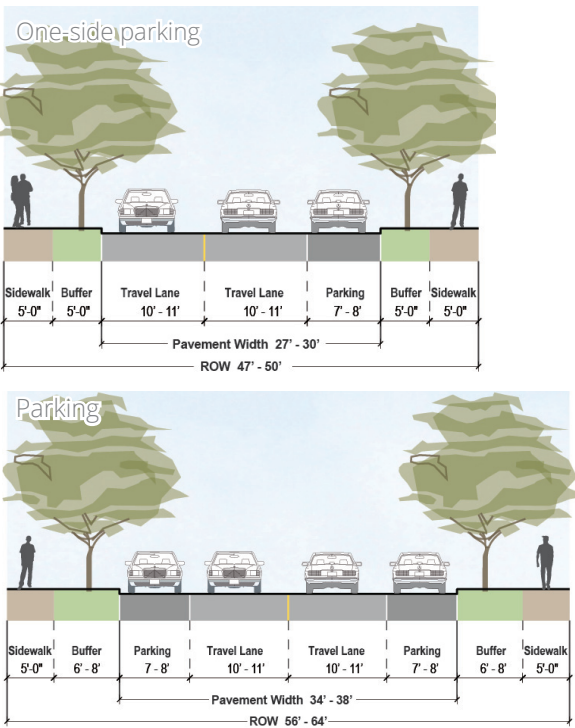 One-side parking
Sidewalk Buffer Travel Lane Travel Lane Parking Buffer Sidewalk
5'-0" 5'-0" 10' - 11' 10' - 11' 7' - 8' 5'-0" 5'-0"
Pavement Width 27' - 30'
ROW 47' - 50'
Parking
Sidewalk Buffer Parking Travel Lane Travel Lane Parking Buffer Sidewalk
5'-0" 6' - 8' 7 - 8' 10' - 11' 10' - 11' 7' - 8' 6' - 8' 5'-0"
Pavement Width 34' - 38'
ROW 56' - 64'